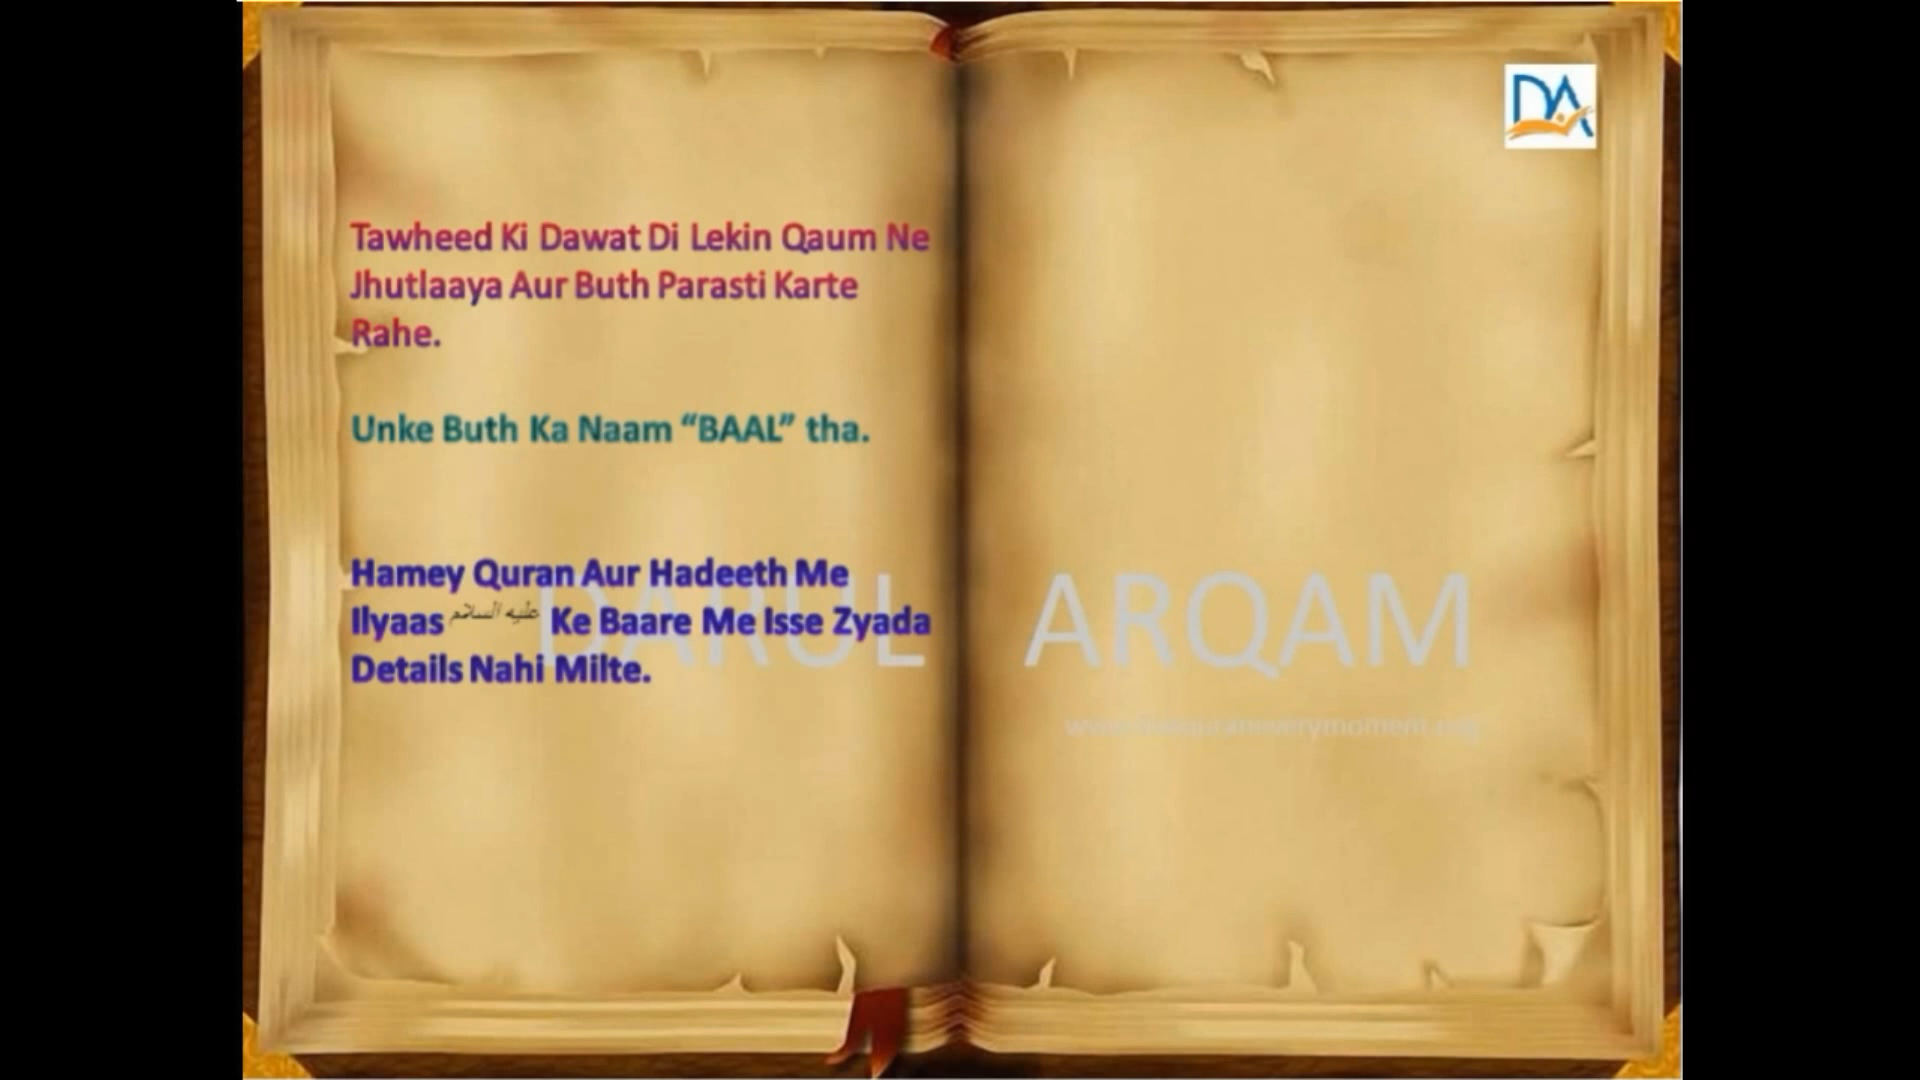 DA
Tawheed Ki Dawat Di Lekin Qaum Ne
Jhutlaaya Aur Buth Parasti Karte
Rahe.
Unke Buth Ka Naam “BAAL” tha.
Hamey Quran Aur Hadeeth Me
Ilyaas عليه السلام Ke Baare Me Isse Zyada
Details Nahi Milte.
DARUL ARQAM